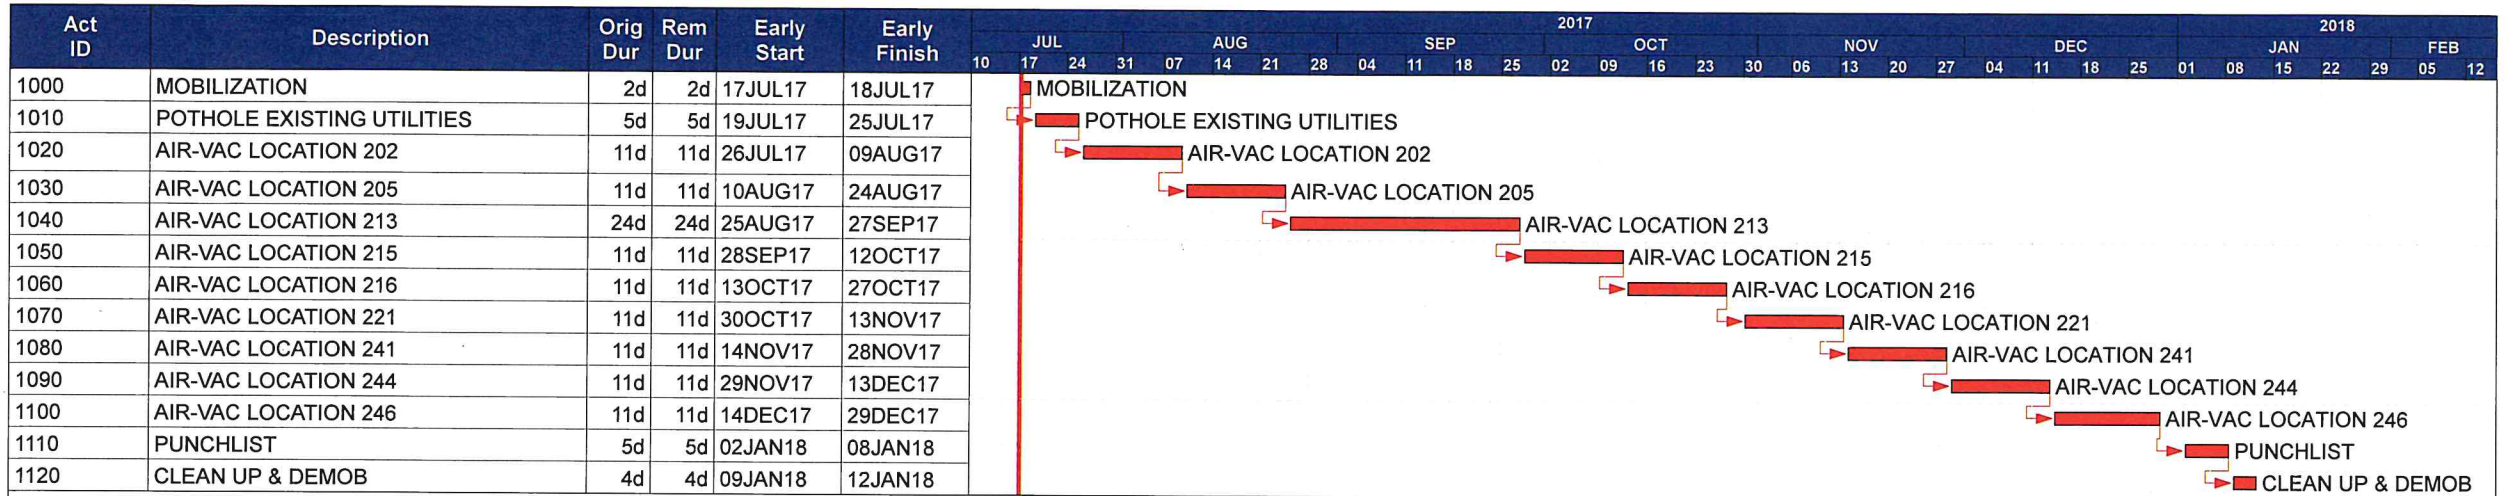 Act ID Description Orig Dur Rem Dur Early Start Early Finish
2017 2018
JUL AUG SEP OCT NOV DEC JAN FEB
10 17 24 31 07 14 21 28 04 11 18 25 02 09 16 23 30 06 13 20 27 04 11 18 25 01 08 15 22 29 05 12
1000 MOBILIZATION 2d 2d 17JUL17 18JUL17 MOBILIZATION
1010 POTHOLE EXISTING UTILITIES 5d 5d 19JUL17 25JUL17 POTHOLE EXISTING UTILITIES
1020 AIR-VAC LOCATION 202 11d 11d 26JUL17 09AUG17 AIR-VAC LOCATION 202
1030 AIR-VAC LOCATION 205 11d 11d 10AUG17 24AUG17 AIR-VAC LOCATION 205
1040 AIR-VAC LOCATION 213 24d 24d 25AUG17 27SEP17 AIR-VAC LOCATION 213
1050 AIR-VAC LOCATION 215 11d 11d 28SEP17 12OCT17 AIR-VAC LOCATION 215
1060 AIR-VAC LOCATION 216 11d 11d 13OCT17 27OCT17 AIR-VAC LOCATION 216
1070 AIR-VAC LOCATION 221 11d 11d 30OCT17 13NOV17 AIR-VAC LOCATION 221
1080 AIR-VAC LOCATION 241 11d 11d 14NOV17 28NOV17 AIR-VAC LOCATION 241
1090 AIR-VAC LOCATION 244 11d 11d 29NOV17 13DEC17 AIR-VAC LOCATION 244
1100 AIR-VAC LOCATION 246 11d 11d 14DEC17 29DEC17 AIR-VAC LOCATION 246
1110 PUNCHLIST 5d 5d 02JAN18 08JAN18 PUNCHLIST
1120 CLEAN UP & DEMOB 4d 4d 09JAN18 12JAN18 CLEAN UP & DEMOB